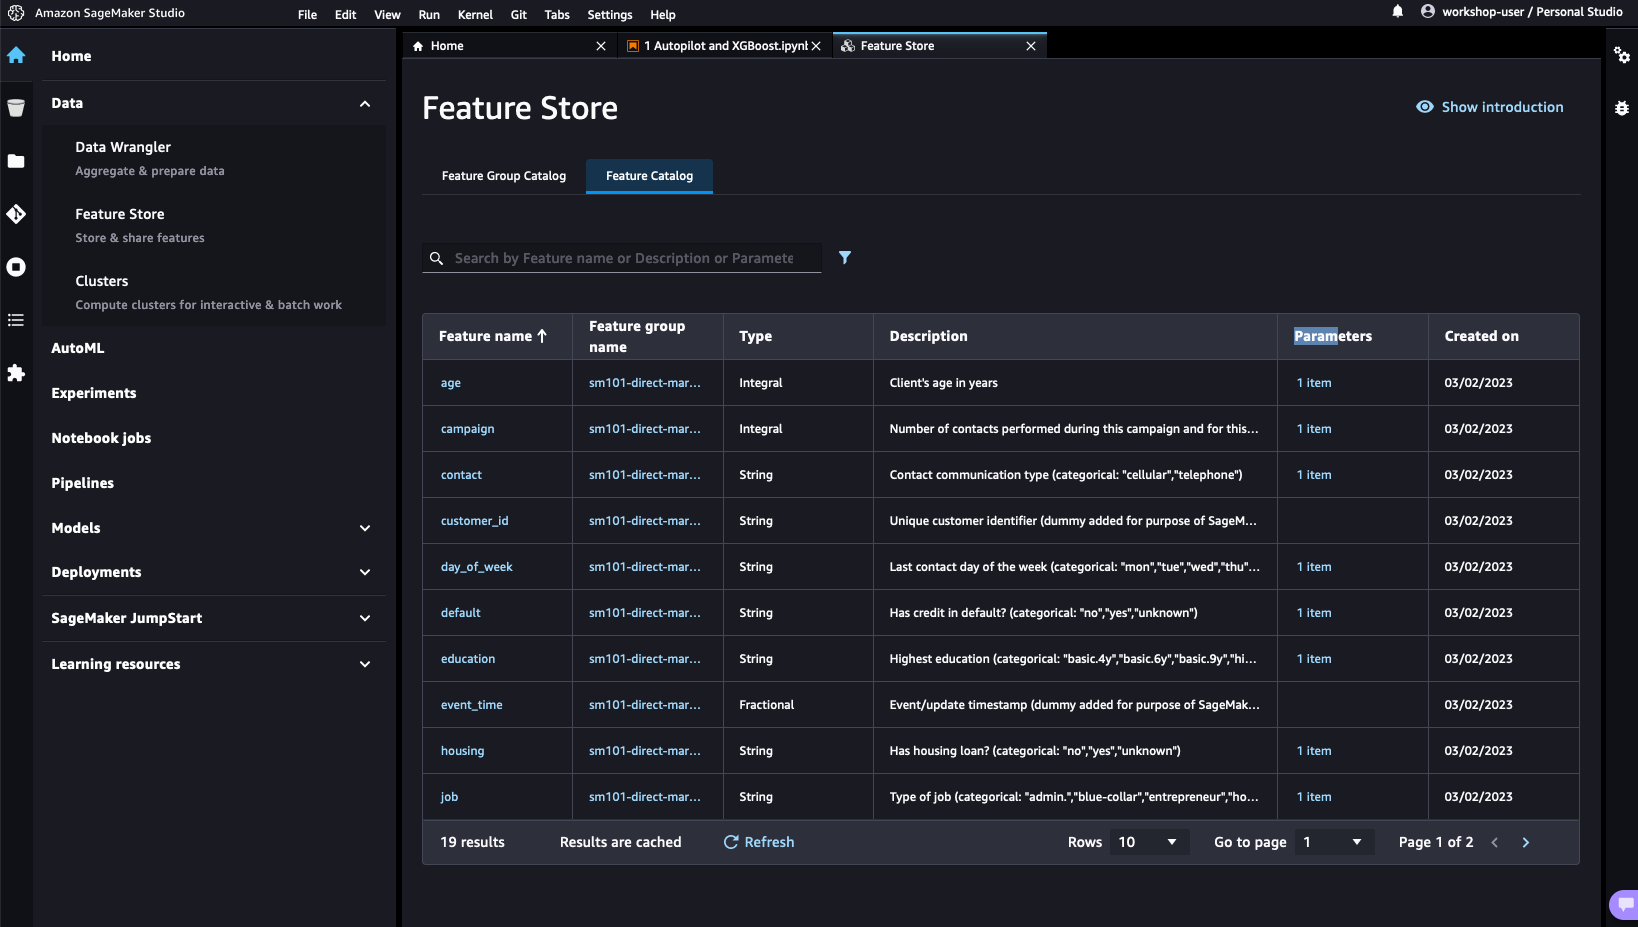 Amazon SageMaker Studio File Edit View Run Kernel Git Tabs Settings Help workshop-user / Personal Studio
Home
Data
Data Wrangler
Aggregate & prepare data
Feature Store
Store & share features
Clusters
Compute clusters for interactive & batch work
AutoML
Experiments
Notebook jobs
Pipelines
Models
Deployments
SageMaker JumpStart
Learning resources
Home 1 Autopilot and XGBoost.ipynb Feature Store
Feature Store
Show introduction
Feature Group Catalog Feature Catalog
Search by Feature name or Description or Paramete
Feature name Feature group name Type Description Parameters Created on
age sm101-direct-mar... Integral Client's age in years 1 item 03/02/2023
campaign sm101-direct-mar... Integral Number of contacts performed during this campaign and for this... 1 item 03/02/2023
contact sm101-direct-mar... String Contact communication type (categorical: "cellular","telephone") 1 item 03/02/2023
customer_id sm101-direct-mar... String Unique customer identifier (dummy added for purpose of SageM... 03/02/2023
day_of_week sm101-direct-mar... String Last contact day of the week (categorical: "mon","tue","wed","thu"... 1 item 03/02/2023
default sm101-direct-mar... String Has credit in default? (categorical: "no","yes","unknown") 1 item 03/02/2023
education sm101-direct-mar... String Highest education (categorical: "basic.4y","basic.6y","basic.9y","hi... 1 item 03/02/2023
event_time sm101-direct-mar... Fractional Event/update timestamp (dummy added for purpose of SageMak... 03/02/2023
housing sm101-direct-mar... String Has housing loan? (categorical: "no","yes","unknown") 1 item 03/02/2023
job sm101-direct-mar... String Type of job (categorical: "admin.","blue-collar","entrepreneur","ho... 1 item 03/02/2023
19 results Results are cached Refresh Rows 10 Go to page 1 Page 1 of 2